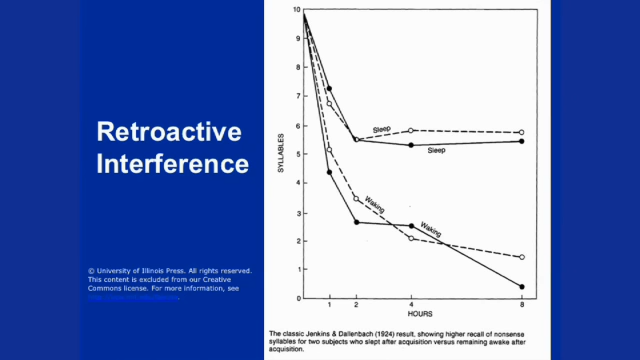 Retroactive
Interference
© University of Illinois Press. All rights reserved.
This content is excluded from our Creative
Commons license. For more information, see
10
9
8
7
6
5
4
3
2
1
0
SYLLABLES
Sleep
Sleep
Waking
Waking
1 2 4 8
HOURS
The classic Jenkins & Dallenbach (1924) result, showing higher recall of nonsense
syllables for two subjects who slept after acquisition versus remaining awake after
acquisition.